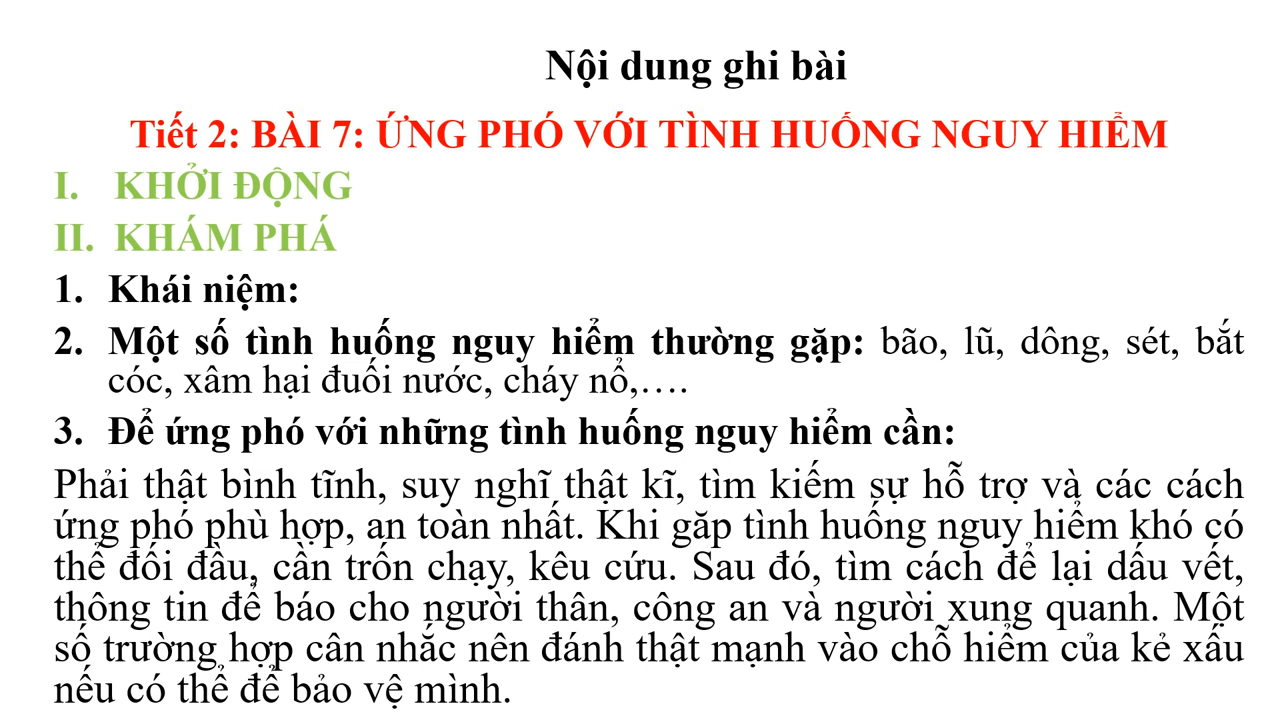 Nội dung ghi bài
Tiết 2: BÀI 7: ỨNG PHÓ VỚI TÌNH HUỐNG NGUY HIỂM
I. KHỞI ĐỘNG
II. KHÁM PHÁ
1. Khái niệm:
2. Một số tình huống nguy hiểm thường gặp: bão, lũ, dông, sét, bắt
cóc, xâm hại đuối nước, cháy nổ,….
3. Để ứng phó với những tình huống nguy hiểm cần:
Phải thật bình tĩnh, suy nghĩ thật kĩ, tìm kiếm sự hỗ trợ và các cách
ứng phó phù hợp, an toàn nhất. Khi gặp tình huống nguy hiểm khó có
thể đối đầu, cần trốn chạy, kêu cứu. Sau đó, tìm cách để lại dấu vết,
thông tin để báo cho người thân, công an và người xung quanh. Một
số trường hợp cân nhắc nên đánh thật mạnh vào chỗ hiểm của kẻ xấu
nếu có thể để bảo vệ mình.